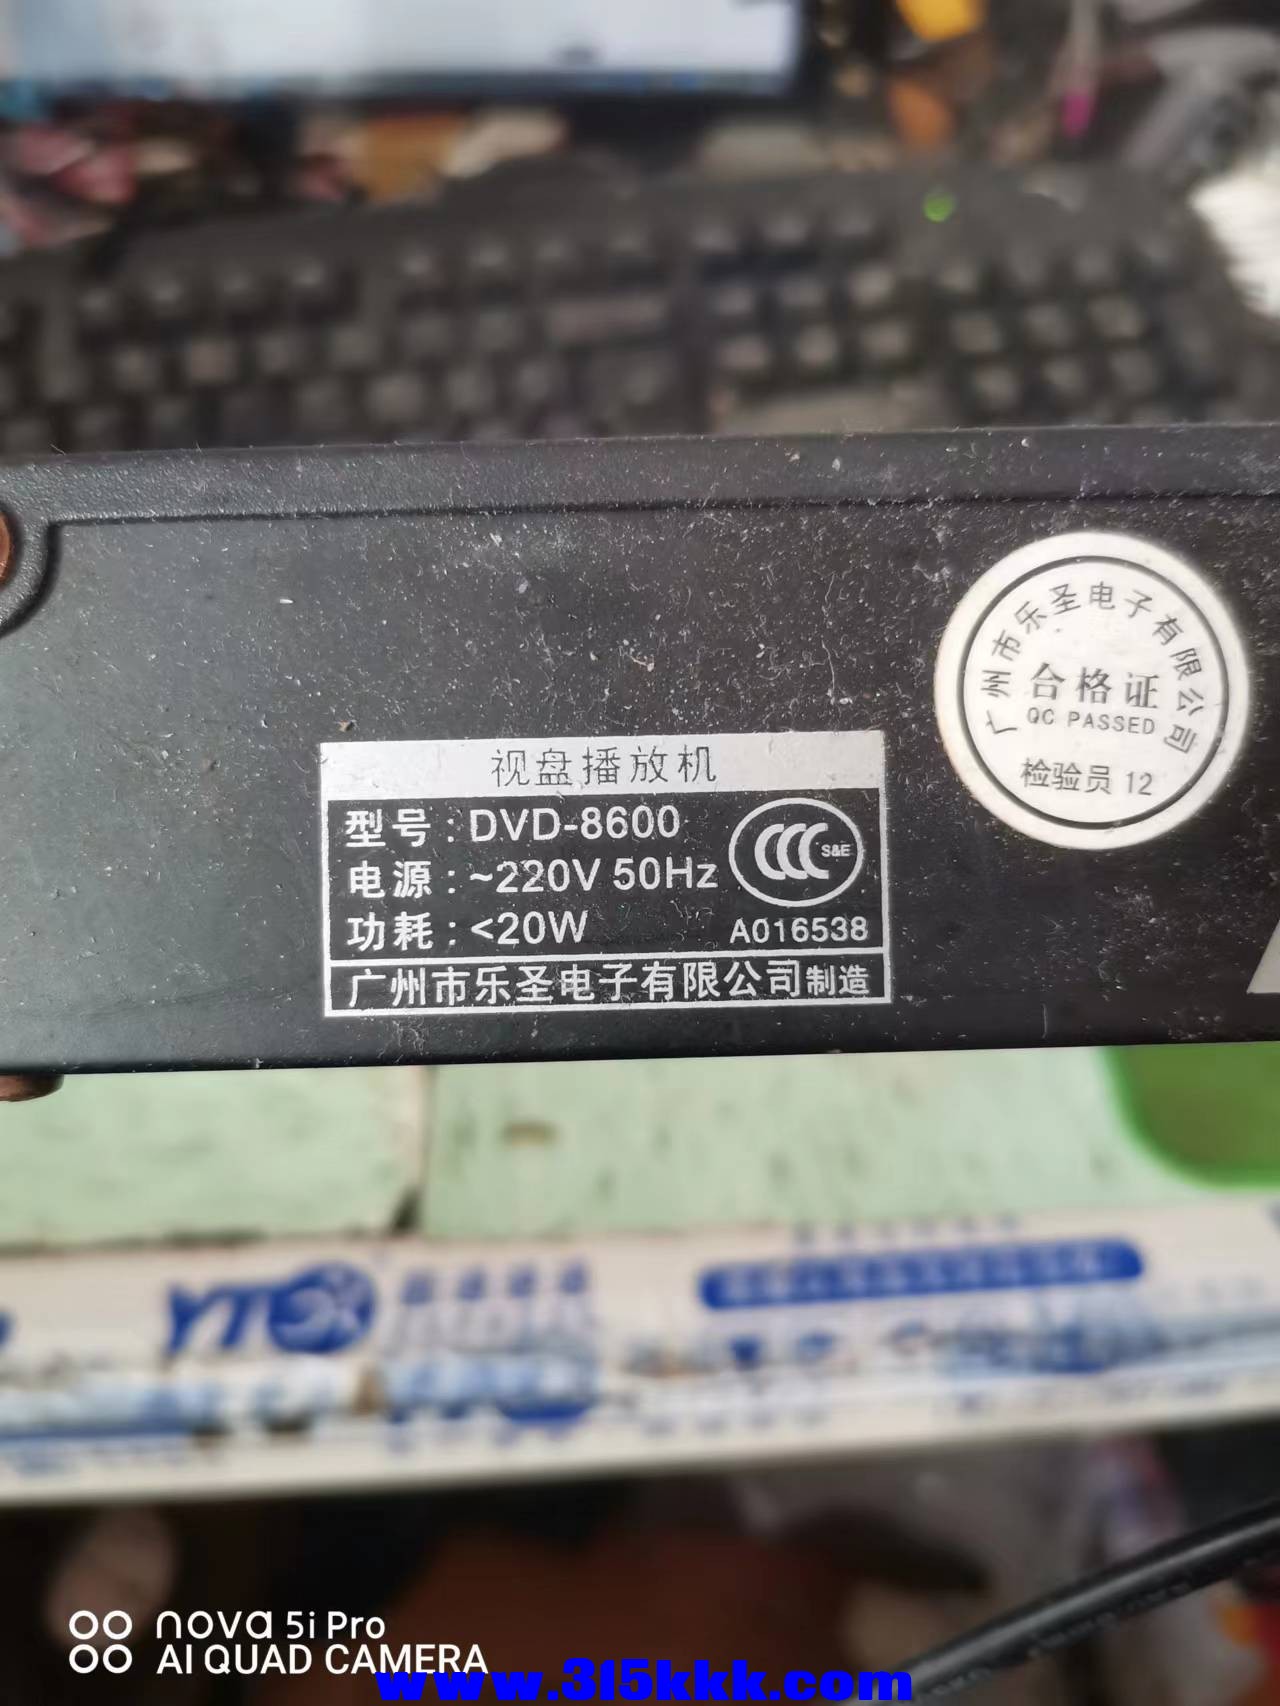 广州市乐圣电子有限公司
合格证
QC PASSED
检验员 12
视盘播放机
型号：DVD-8600
电源：~220V 50Hz
功耗：<20W
CCC S&E
A016538
广州市乐圣电子有限公司制造
YTO
nova 5i Pro
AI QUAD CAMERA
www.315kkk.com